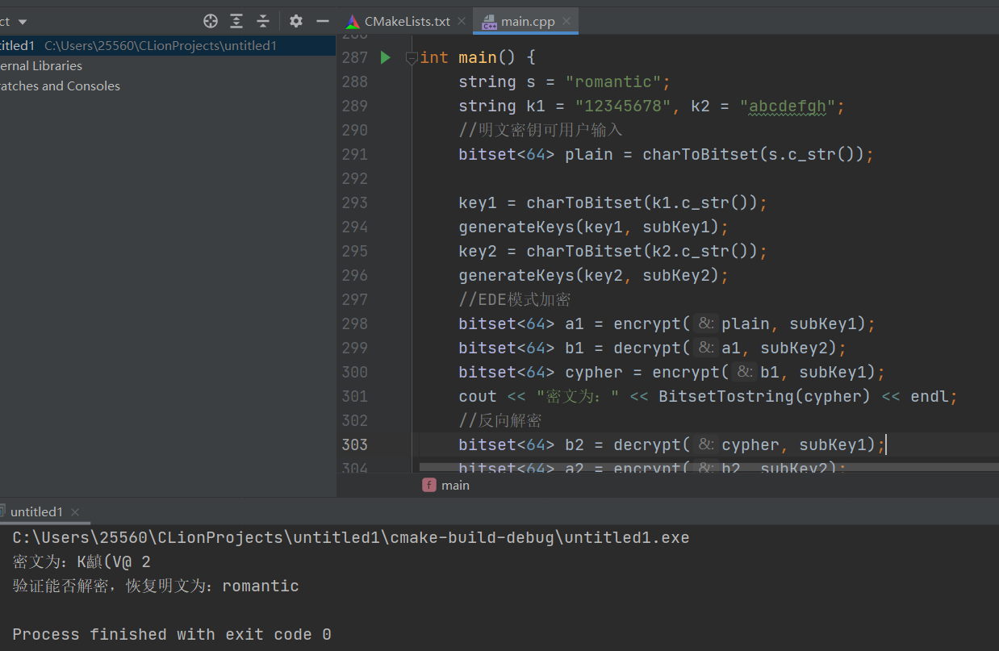 ct
CMakeLists.txt
main.cpp
titled1 C:\Users\25560\CLionProjects\untitled1
ernal Libraries
ratches and Consoles
286
287 int main() {
288 string s = "romantic";
289 string k1 = "12345678", k2 = "abcdefgh";
290 //明文密钥可用户输入
291 bitset<64> plain = charToBitset(s.c_str());
292
293 key1 = charToBitset(k1.c_str());
294 generateKeys(key1, subKey1);
295 key2 = charToBitset(k2.c_str());
296 generateKeys(key2, subKey2);
297 //EDE模式加密
298 bitset<64> a1 = encrypt( &: plain, subKey1);
299 bitset<64> b1 = decrypt( &: a1, subKey2);
300 bitset<64> cypher = encrypt( &: b1, subKey1);
301 cout << "密文为: " << BitsetTostring(cypher) << endl;
302 //反向解密
303 bitset<64> b2 = decrypt( &: cypher, subKey1);
304 bitset<64> a2 = encrypt( &: b2, subKey2);
f main
untitled1
C:\Users\25560\CLionProjects\untitled1\cmake-build-debug\untitled1.exe
密文为: K顢(V@ 2
验证能否解密，恢复明文为: romantic
Process finished with exit code 0